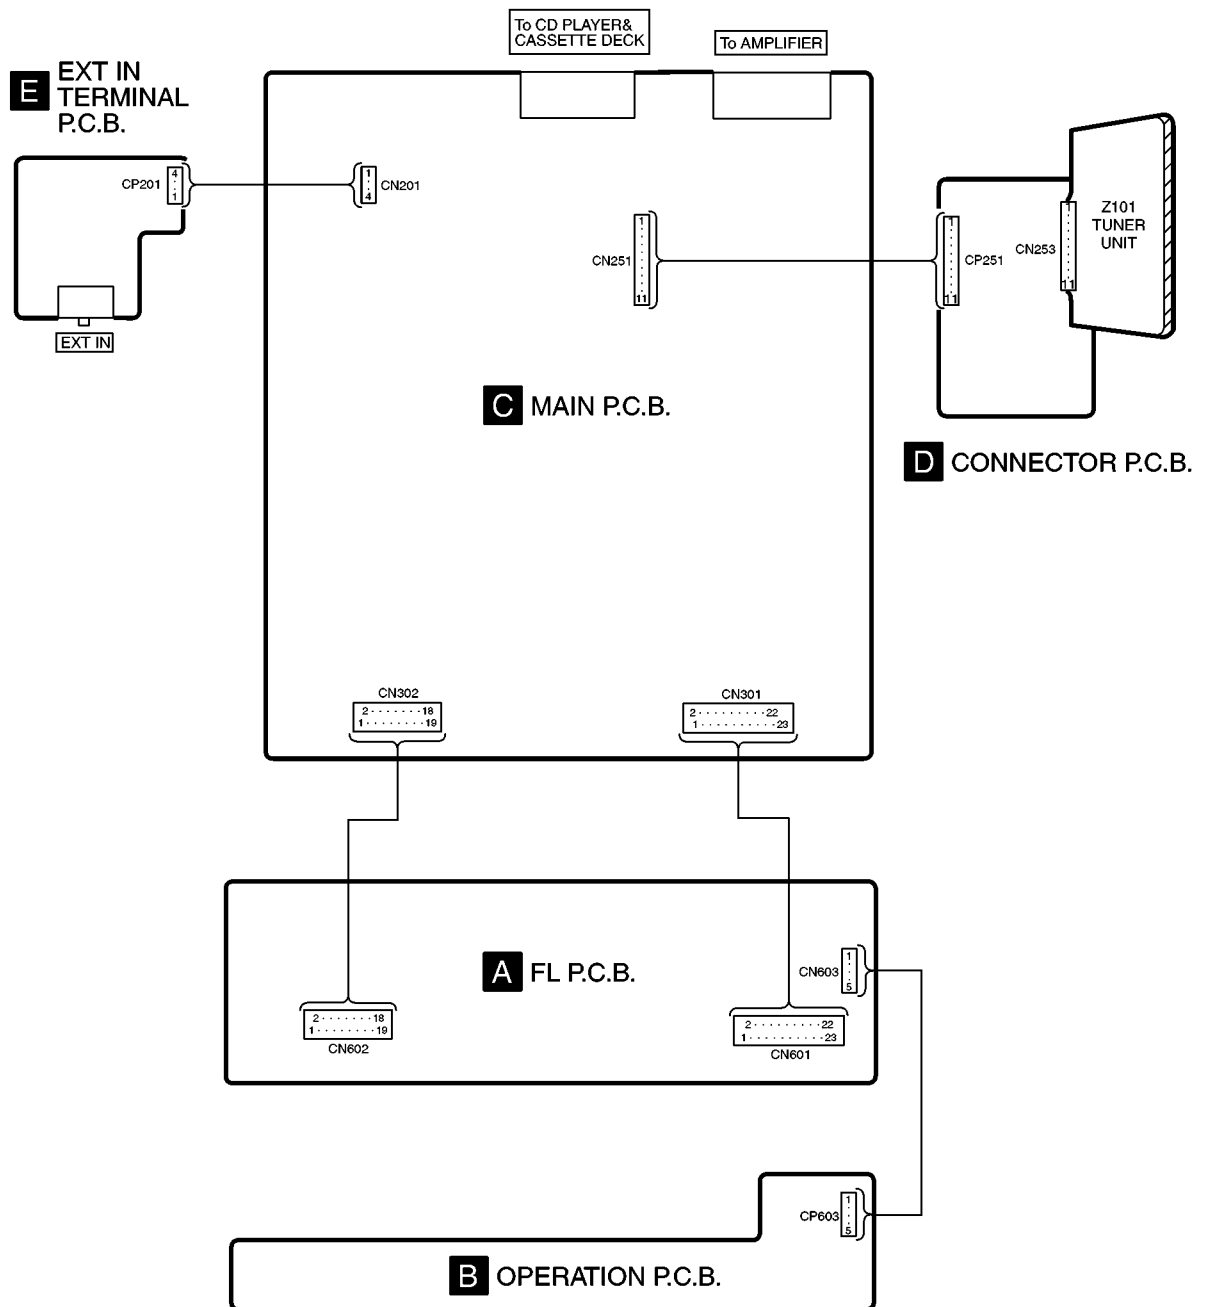 To CD PLAYER&
CASSETTE DECK
To AMPLIFIER
E EXT IN
TERMINAL
P.C.B.
CP201
4
1
1
4
CN201
EXT IN
CN251
1
11
1
11
CP251
CN253
1
11
Z101
TUNER
UNIT
C MAIN P.C.B.
D CONNECTOR P.C.B.
CN302
2·······18
1········19
CN301
2·········22
1··········23
A FL P.C.B.
CN603
1
5
2·······18
1········19
CN602
2·········22
1··········23
CN601
CP603
1
5
B OPERATION P.C.B.